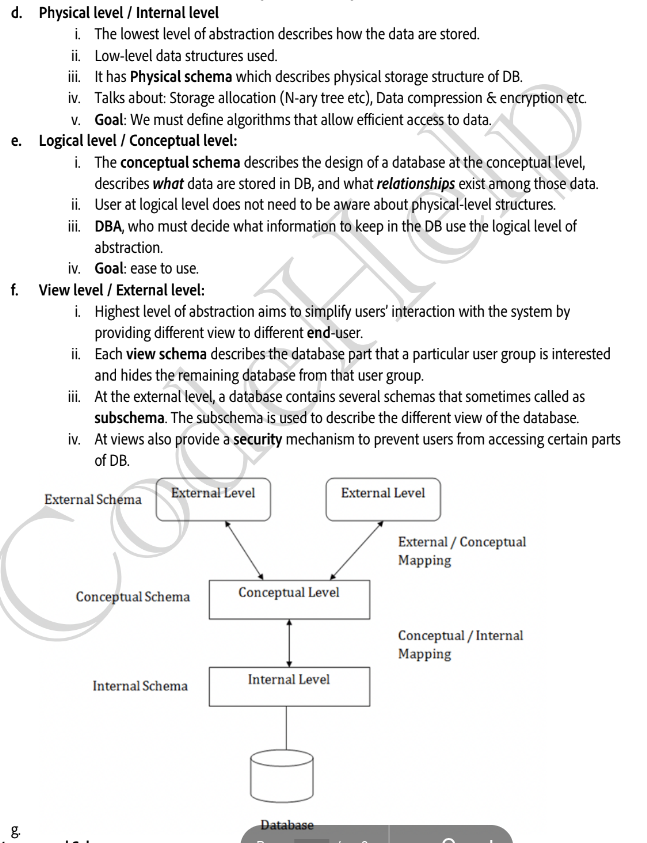 d. Physical level / Internal level
i. The lowest level of abstraction describes how the data are stored.
ii. Low-level data structures used.
iii. It has Physical schema which describes physical storage structure of DB.
iv. Talks about: Storage allocation (N-ary tree etc), Data compression & encryption etc.
v. Goal: We must define algorithms that allow efficient access to data.
e. Logical level / Conceptual level:
i. The conceptual schema describes the design of a database at the conceptual level,
describes what data are stored in DB, and what relationships exist among those data.
ii. User at logical level does not need to be aware about physical-level structures.
iii. DBA, who must decide what information to keep in the DB use the logical level of
abstraction.
iv. Goal: ease to use.
f. View level / External level:
i. Highest level of abstraction aims to simplify users' interaction with the system by
providing different view to different end-user.
ii. Each view schema describes the database part that a particular user group is interested
and hides the remaining database from that user group.
iii. At the external level, a database contains several schemas that sometimes called as
subschema. The subschema is used to describe the different view of the database.
iv. At views also provide a security mechanism to prevent users from accessing certain parts
of DB.
External Schema
External Level
External Level
External / Conceptual
Mapping
Conceptual Schema
Conceptual Level
Conceptual / Internal
Mapping
Internal Schema
Internal Level
Database
g.
CodeHelp